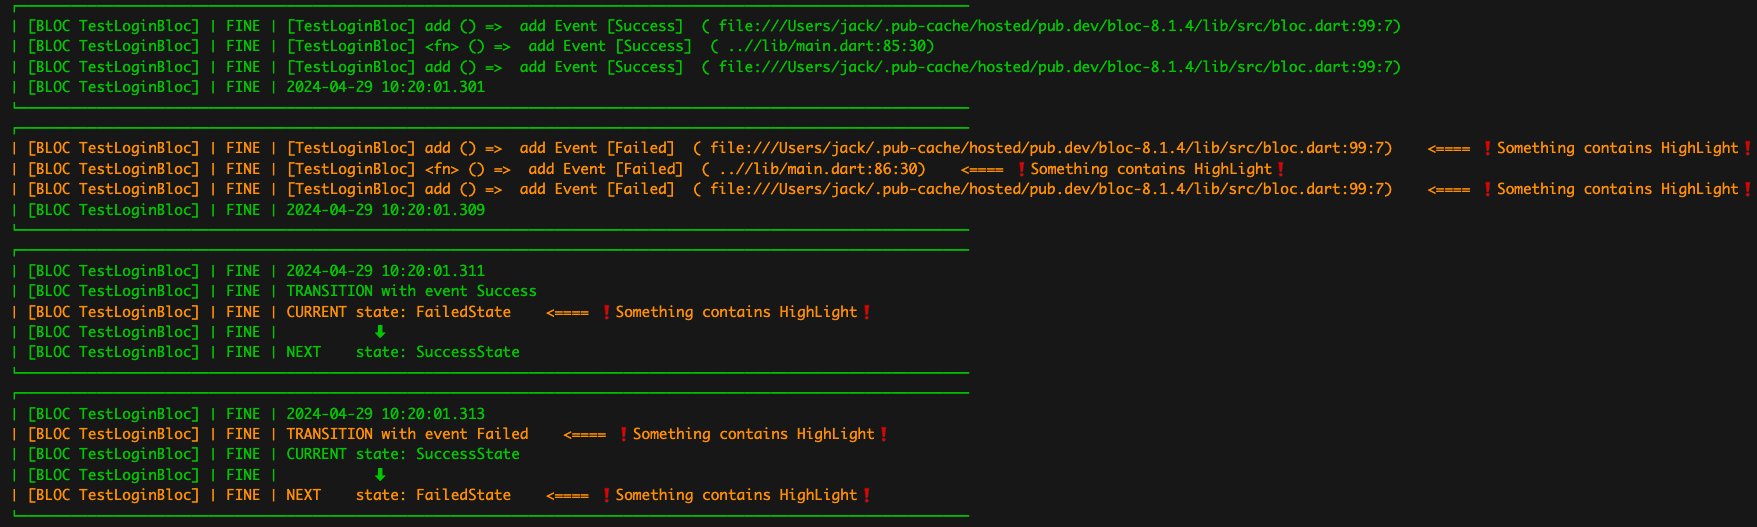 | [BLOC TestLoginBloc] | FINE | [TestLoginBloc] add () =>  add Event [Success]  ( file:///Users/jack/.pub-cache/hosted/pub.dev/bloc-8.1.4/lib/src/bloc.dart:99:7)
| [BLOC TestLoginBloc] | FINE | [TestLoginBloc] <fn> () =>  add Event [Success]  ( ..//lib/main.dart:85:30)
| [BLOC TestLoginBloc] | FINE | [TestLoginBloc] add () =>  add Event [Success]  ( file:///Users/jack/.pub-cache/hosted/pub.dev/bloc-8.1.4/lib/src/bloc.dart:99:7)
| [BLOC TestLoginBloc] | FINE | 2024-04-29 10:20:01.301
| [BLOC TestLoginBloc] | FINE | [TestLoginBloc] add () =>  add Event [Failed]  ( file:///Users/jack/.pub-cache/hosted/pub.dev/bloc-8.1.4/lib/src/bloc.dart:99:7)    <==== ❗Something contains HighLight❗
| [BLOC TestLoginBloc] | FINE | [TestLoginBloc] <fn> () =>  add Event [Failed]  ( ..//lib/main.dart:86:30)    <==== ❗Something contains HighLight❗
| [BLOC TestLoginBloc] | FINE | [TestLoginBloc] add () =>  add Event [Failed]  ( file:///Users/jack/.pub-cache/hosted/pub.dev/bloc-8.1.4/lib/src/bloc.dart:99:7)    <==== ❗Something contains HighLight❗
| [BLOC TestLoginBloc] | FINE | 2024-04-29 10:20:01.309
| [BLOC TestLoginBloc] | FINE | 2024-04-29 10:20:01.311
| [BLOC TestLoginBloc] | FINE | TRANSITION with event Success
| [BLOC TestLoginBloc] | FINE | CURRENT state: FailedState    <==== ❗Something contains HighLight❗
| [BLOC TestLoginBloc] | FINE |           ⬇
| [BLOC TestLoginBloc] | FINE | NEXT    state: SuccessState
| [BLOC TestLoginBloc] | FINE | 2024-04-29 10:20:01.313
| [BLOC TestLoginBloc] | FINE | TRANSITION with event Failed    <==== ❗Something contains HighLight❗
| [BLOC TestLoginBloc] | FINE | CURRENT state: SuccessState
| [BLOC TestLoginBloc] | FINE |           ⬇
| [BLOC TestLoginBloc] | FINE | NEXT    state: FailedState    <==== ❗Something contains HighLight❗